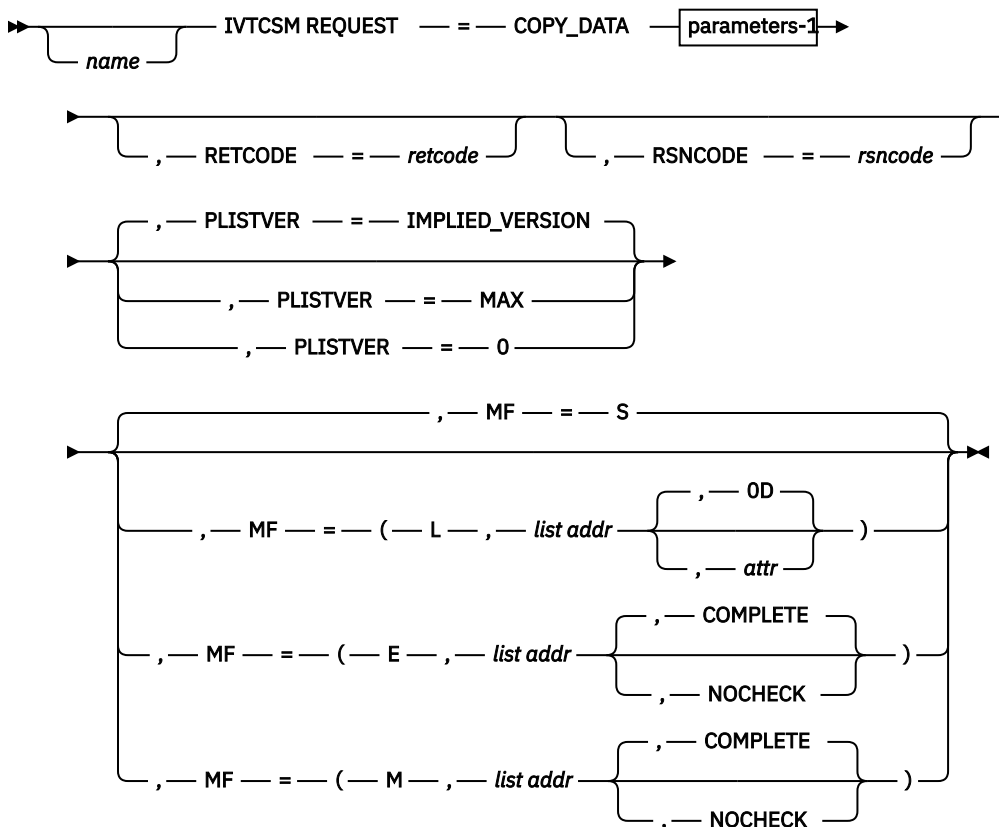 IVTCSM REQUEST = COPY_DATA parameters-1
name
, RETCODE = retcode , RSNCODE = rsncode
, PLISTVER = IMPLIED_VERSION
, PLISTVER = MAX
, PLISTVER = 0
, MF = S
, 0D
, MF = ( L , list addr )
, attr
, COMPLETE
, MF = ( E , list addr )
, NOCHECK
, COMPLETE
, MF = ( M , list addr )
, NOCHECK